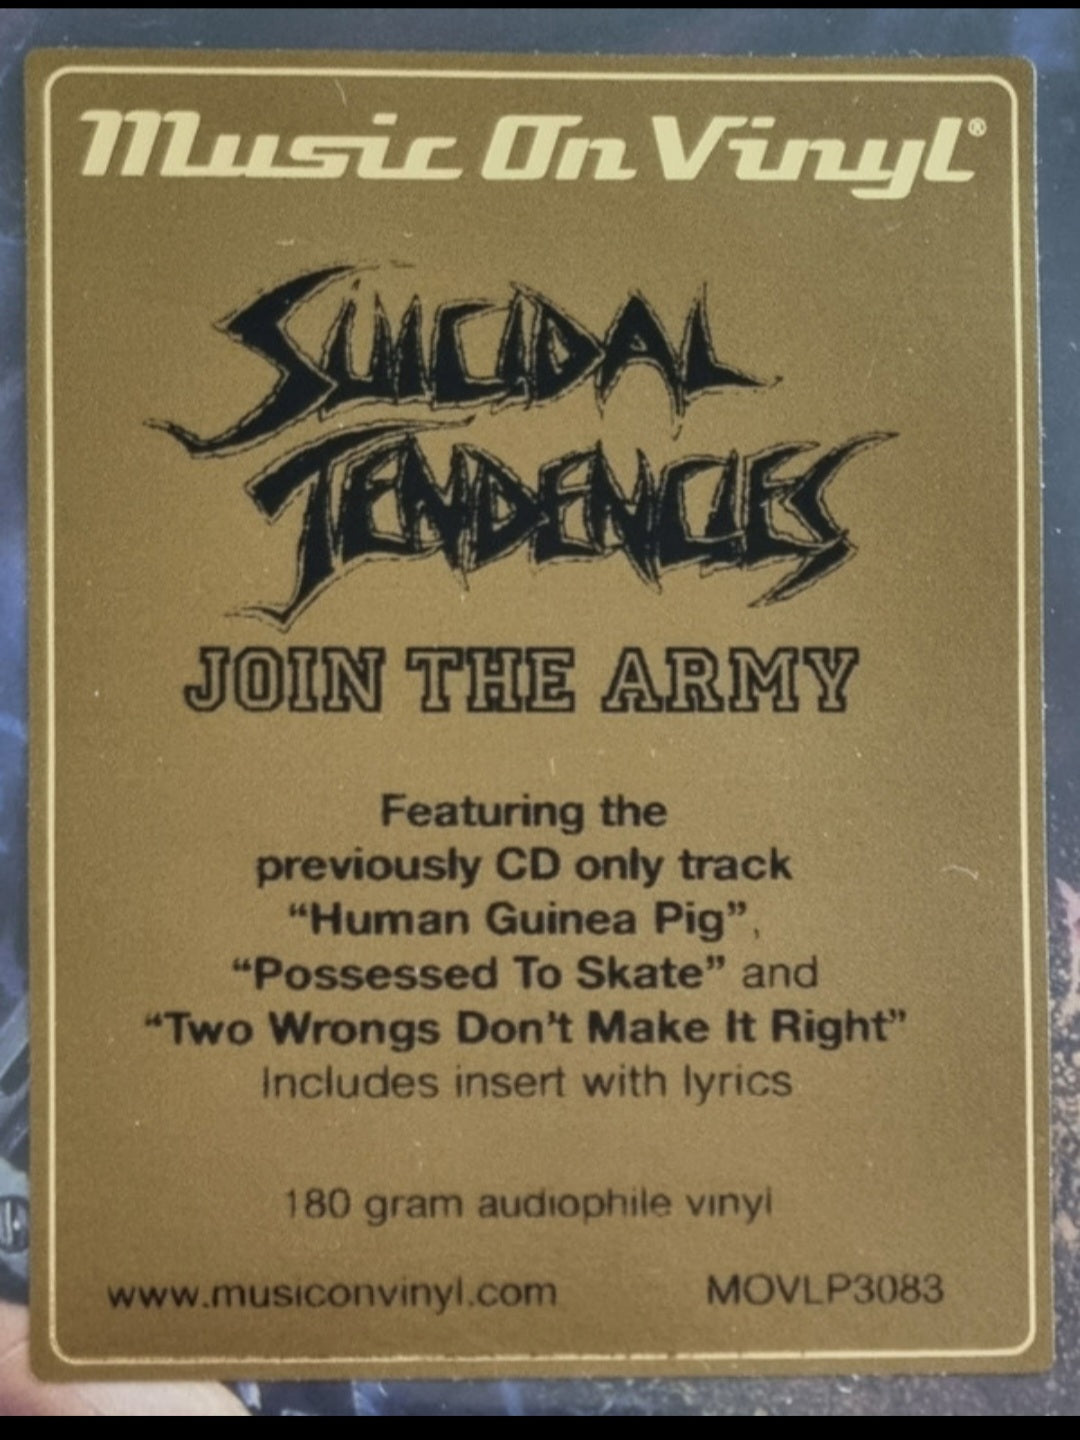 Music On Vinyl®
SUICIDAL
TENDENCIES
JOIN THE ARMY
Featuring the
previously CD only track
“Human Guinea Pig”,
“Possessed To Skate” and
“Two Wrongs Don’t Make It Right”
Includes insert with lyrics
180 gram audiophile vinyl
www.musiconvinyl.com MOVLP3083